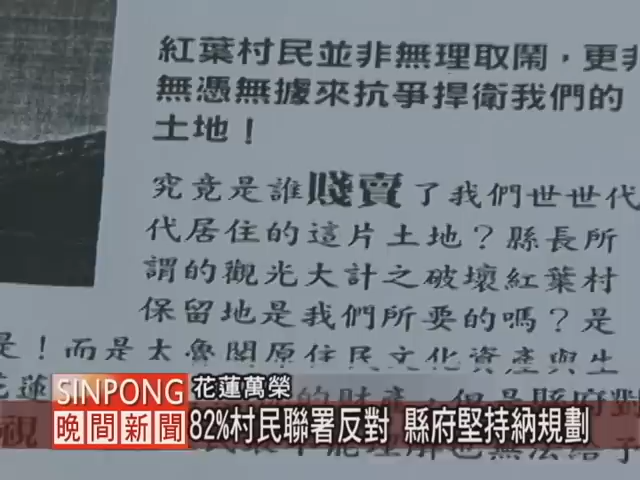 紅葉村民並非無理取鬧，更非
無憑無據來抗爭捍衛我們的
土地！
究竟是誰賤賣了我們世世代
代居住的這片土地？縣長所
謂的觀光大計之破壞紅葉村
保留地是我們所要的嗎？是
是！而是太魯閣原住民文化資產與生
花蓮
SINPONG
晚間新聞
花蓮萬榮
82%村民聯署反對 縣府堅持納規劃